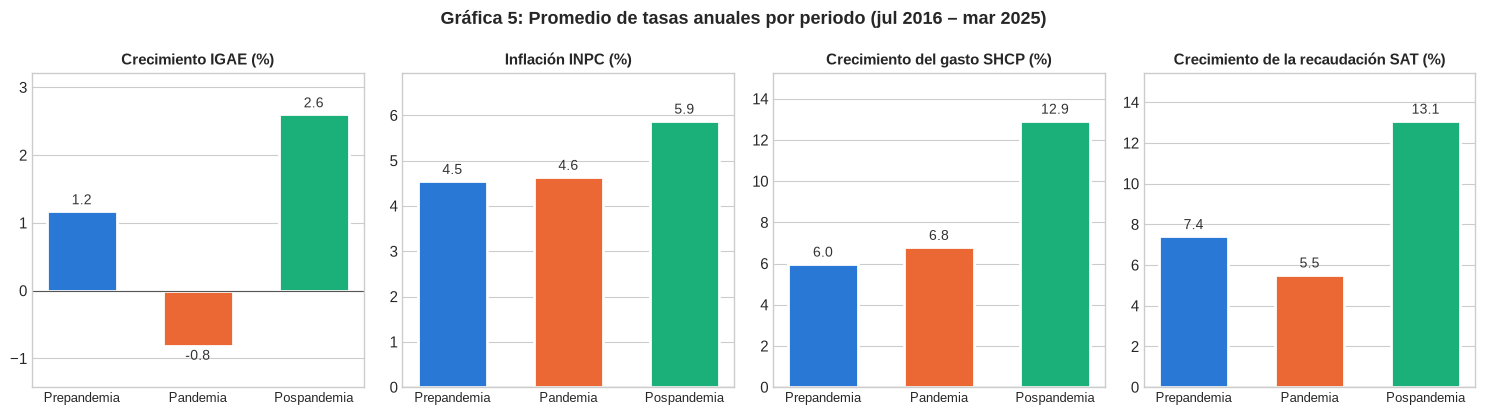 Gráfica 5: Promedio de tasas anuales por periodo (jul 2016 – mar 2025)
Crecimiento IGAE (%)
3
2
1
0
−1
1.2
-0.8
2.6
Prepandemia
Pandemia
Pospandemia
Inflación INPC (%)
6
5
4
3
2
1
0
4.5
4.6
5.9
Prepandemia
Pandemia
Pospandemia
Crecimiento del gasto SHCP (%)
14
12
10
8
6
4
2
0
6.0
6.8
12.9
Prepandemia
Pandemia
Pospandemia
Crecimiento de la recaudación SAT (%)
14
12
10
8
6
4
2
0
7.4
5.5
13.1
Prepandemia
Pandemia
Pospandemia